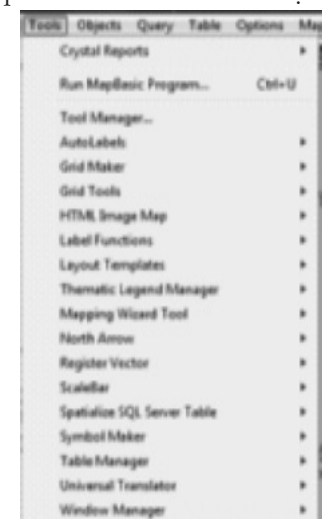 Tools Objects Query Table Options Map
Crystal Reports
Run MapBasic Program... Ctrl+U
Tool Manager...
AutoLabels
Grid Maker
Grid Tools
HTML Image Map
Label Functions
Layout Templates
Thematic Legend Manager
Mapping Wizard Tool
North Arrow
Register Vector
ScaleBar
Spatialize SQL Server Table
Symbol Maker
Table Manager
Universal Translator
Window Manager